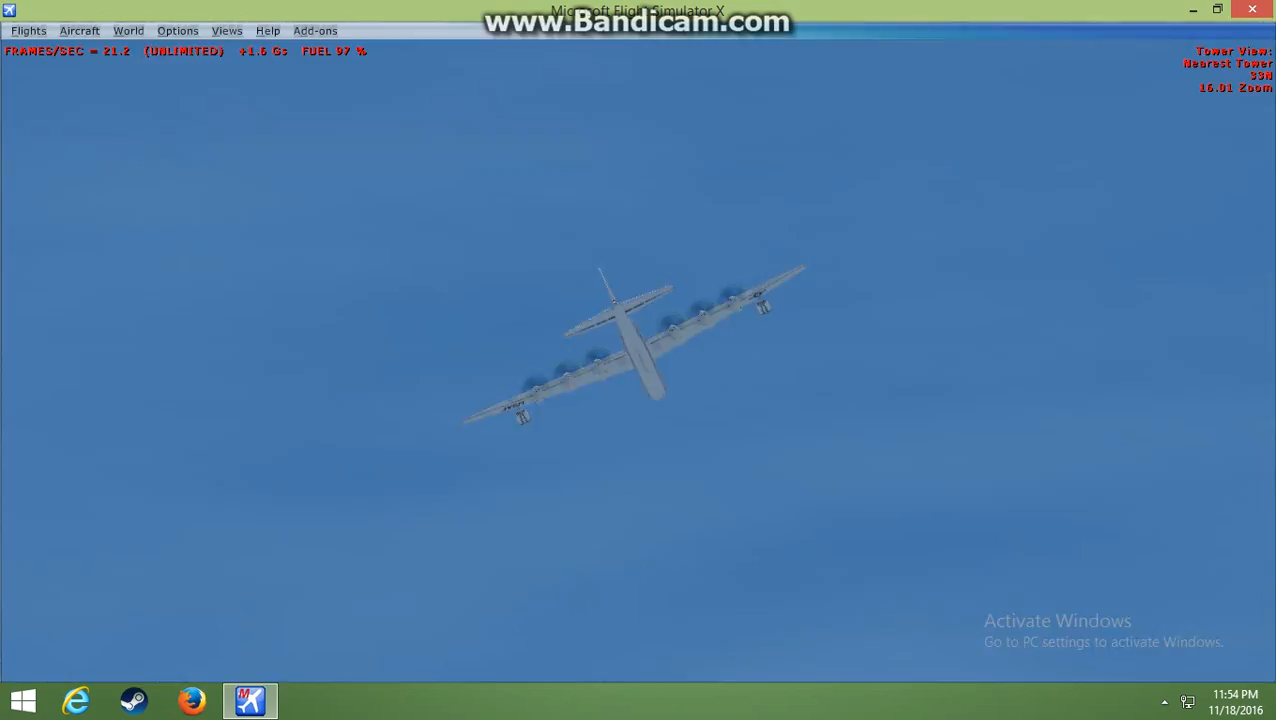 Microsoft Flight Simulator X
www.Bandicam.com
Flights Aircraft World Options Views Help Add-ons
FRAMES/SEC = 21.2 (UNLIMITED) +1.6 Gs FUEL 97 %
Tower View:
Nearest Tower
33N
16.01 Zoom
Activate Windows
Go to PC settings to activate Windows.
11:54 PM
11/18/2016